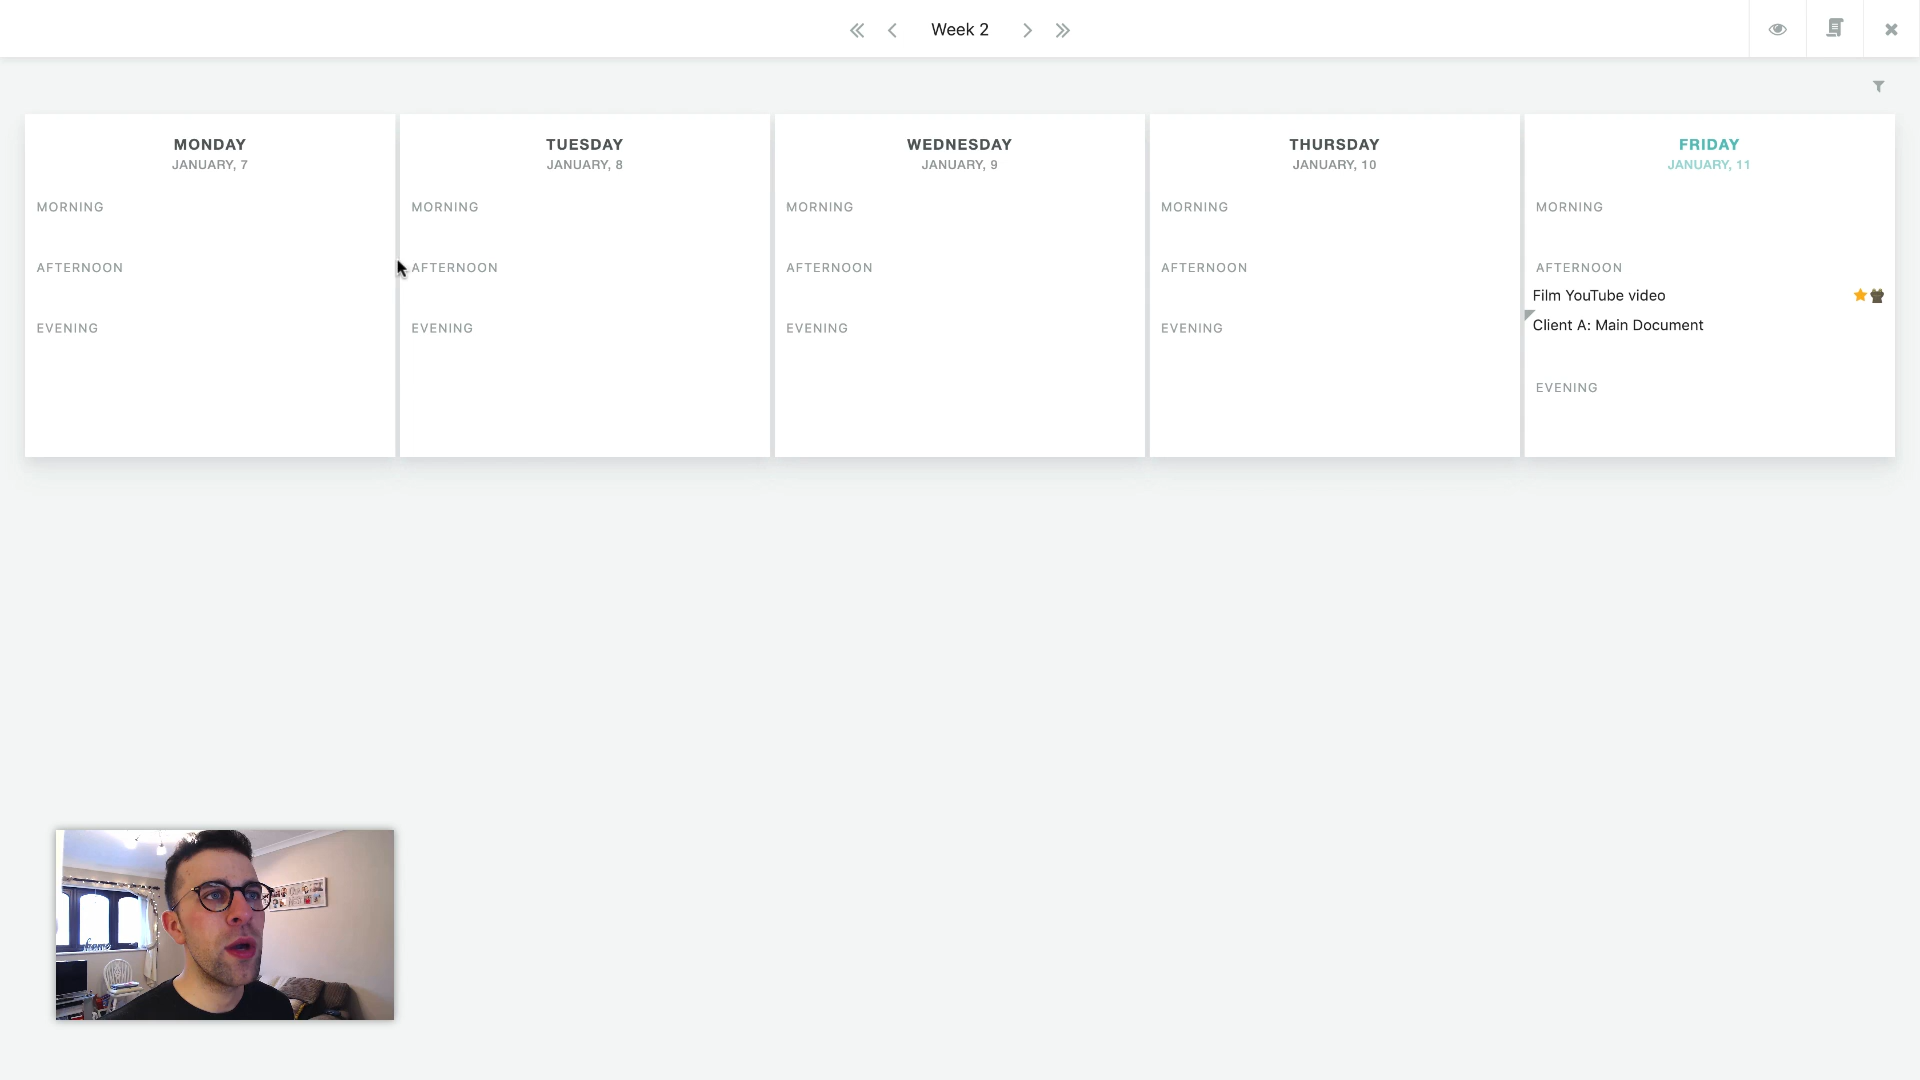 Week 2
MONDAY
JANUARY, 7
MORNING
AFTERNOON
EVENING
TUESDAY
JANUARY, 8
MORNING
AFTERNOON
EVENING
WEDNESDAY
JANUARY, 9
MORNING
AFTERNOON
EVENING
THURSDAY
JANUARY, 10
MORNING
AFTERNOON
EVENING
FRIDAY
JANUARY, 11
MORNING
AFTERNOON
Film YouTube video
Client A: Main Document
EVENING